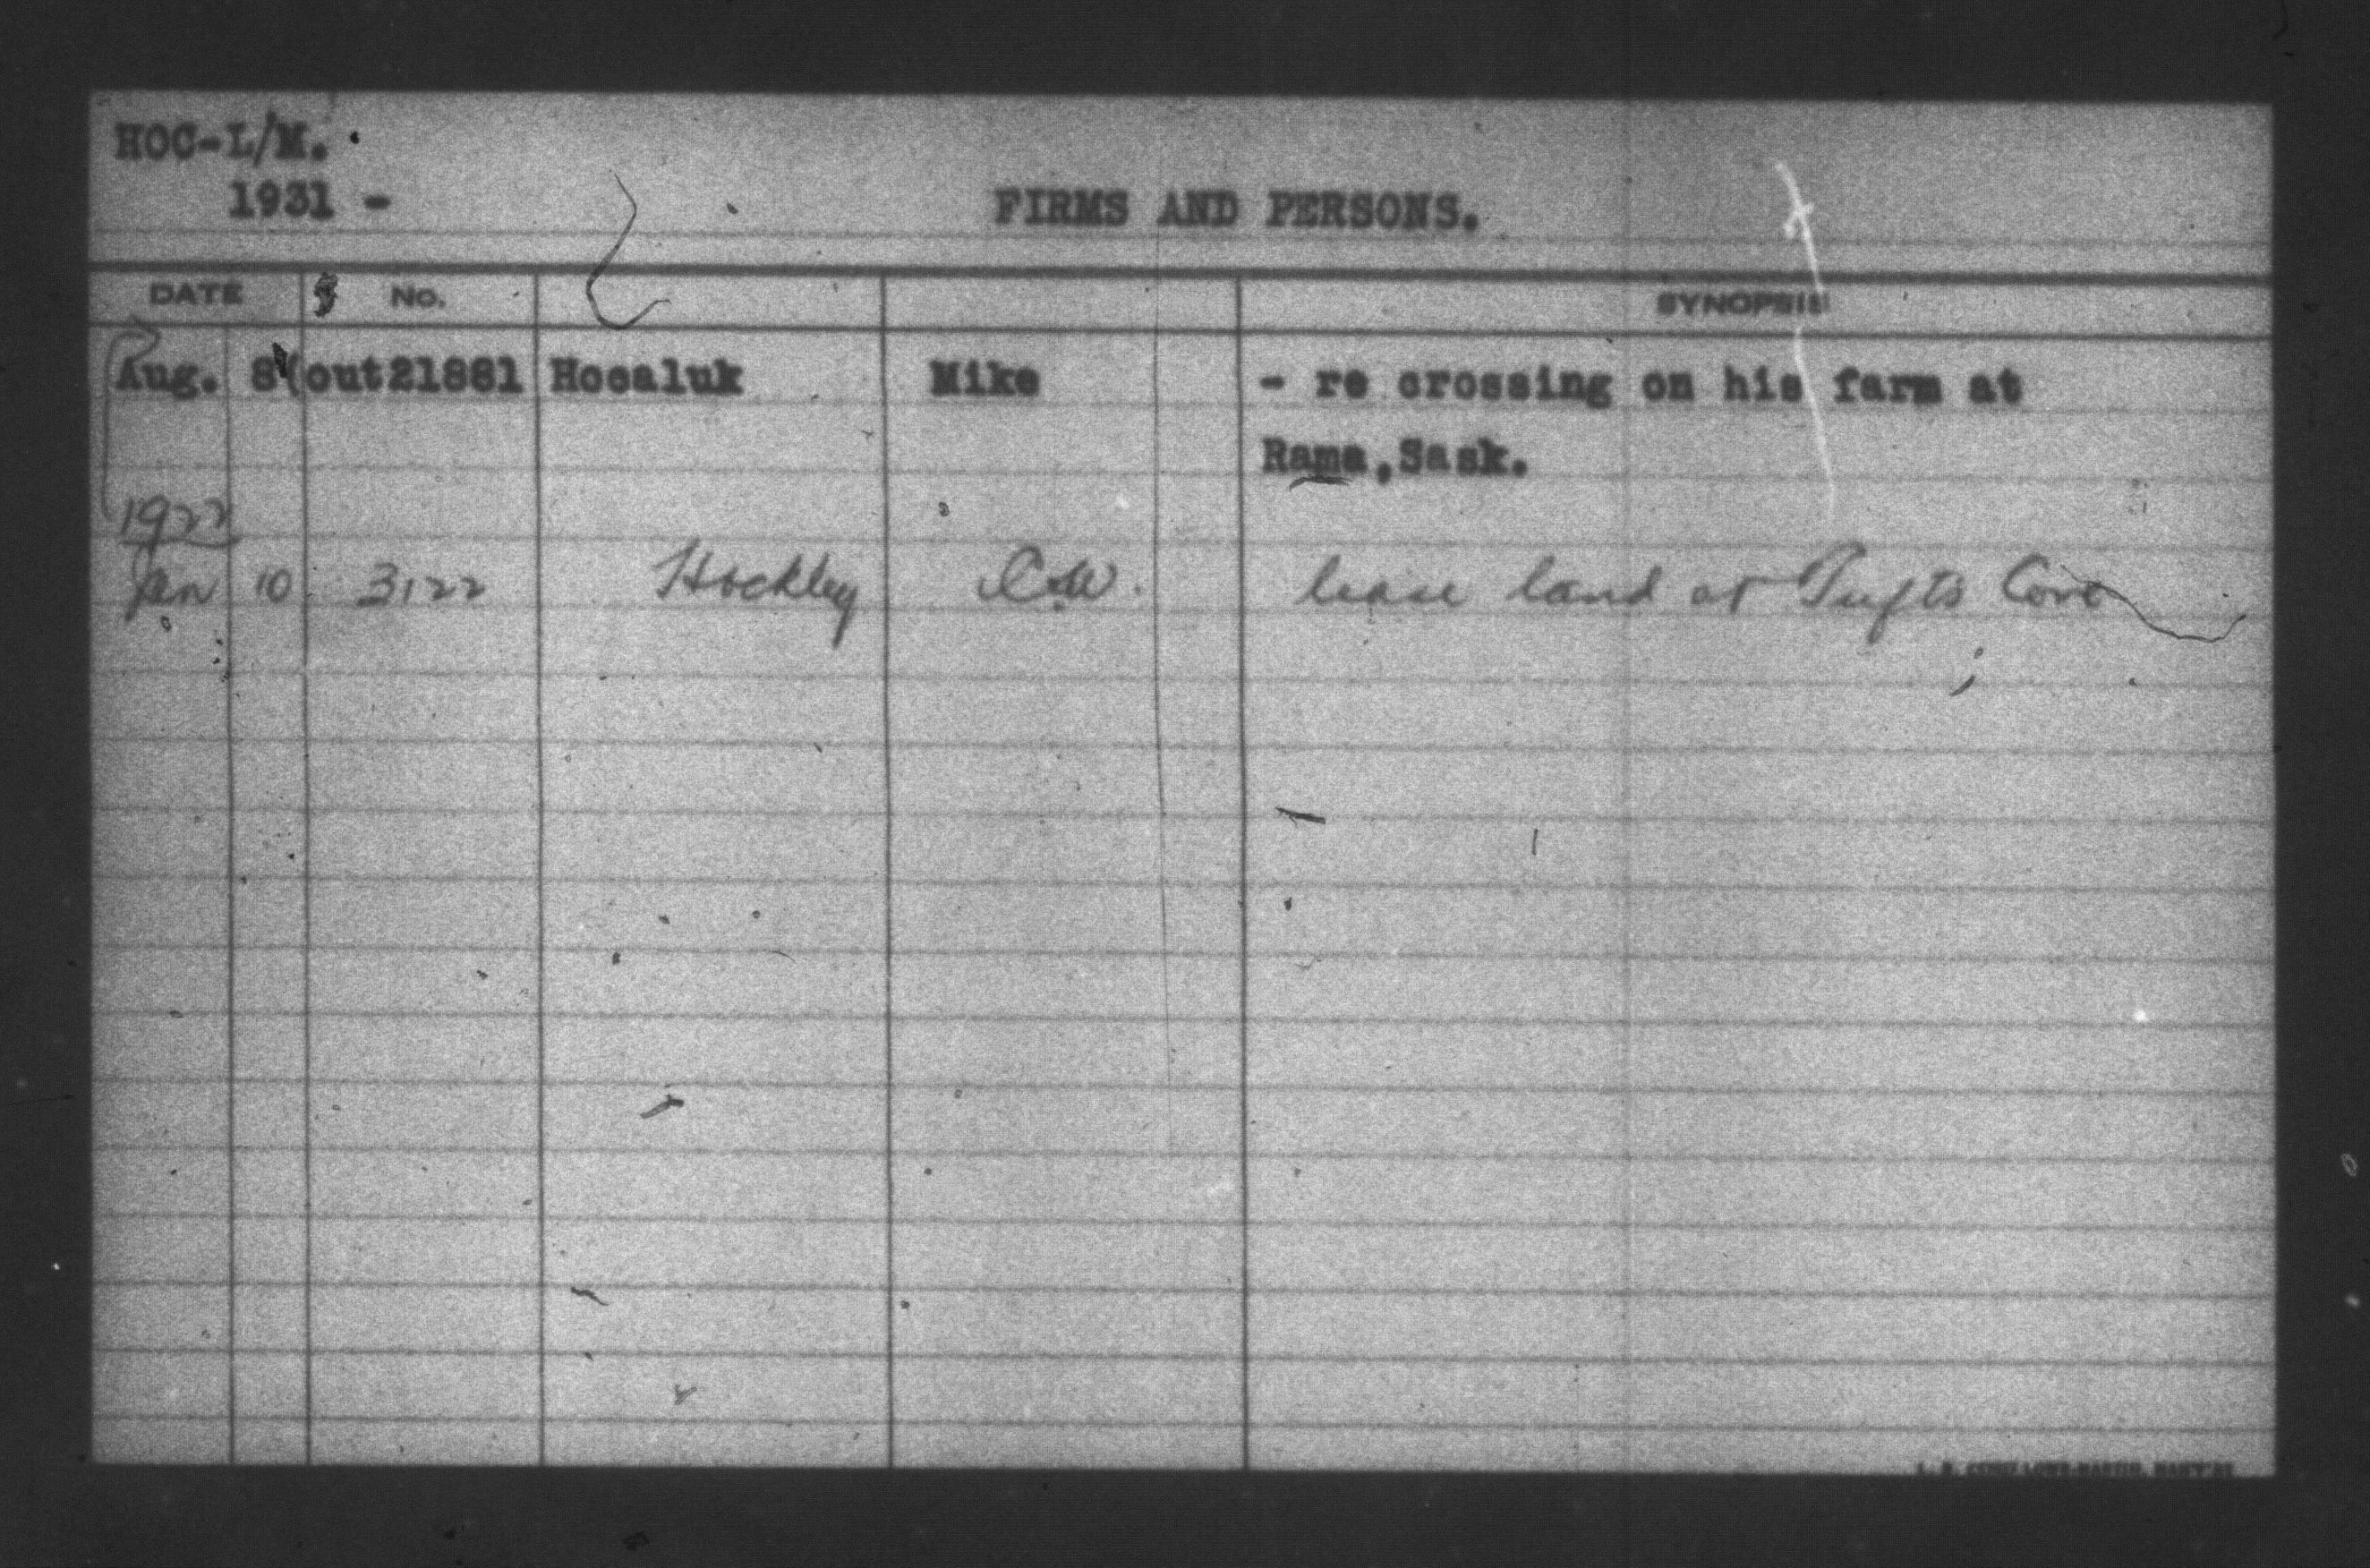 HOC-L/M.
1931 -
FIRMS AND PERSONS.
DATE No. SYNOPSIS
Aug. 8 (out21881 Hocaluk Mike - re crossing on his farm at
Rama, Sask.
1922
Jan 10 3122 Hockley C.W. lease land at Tufts Cove